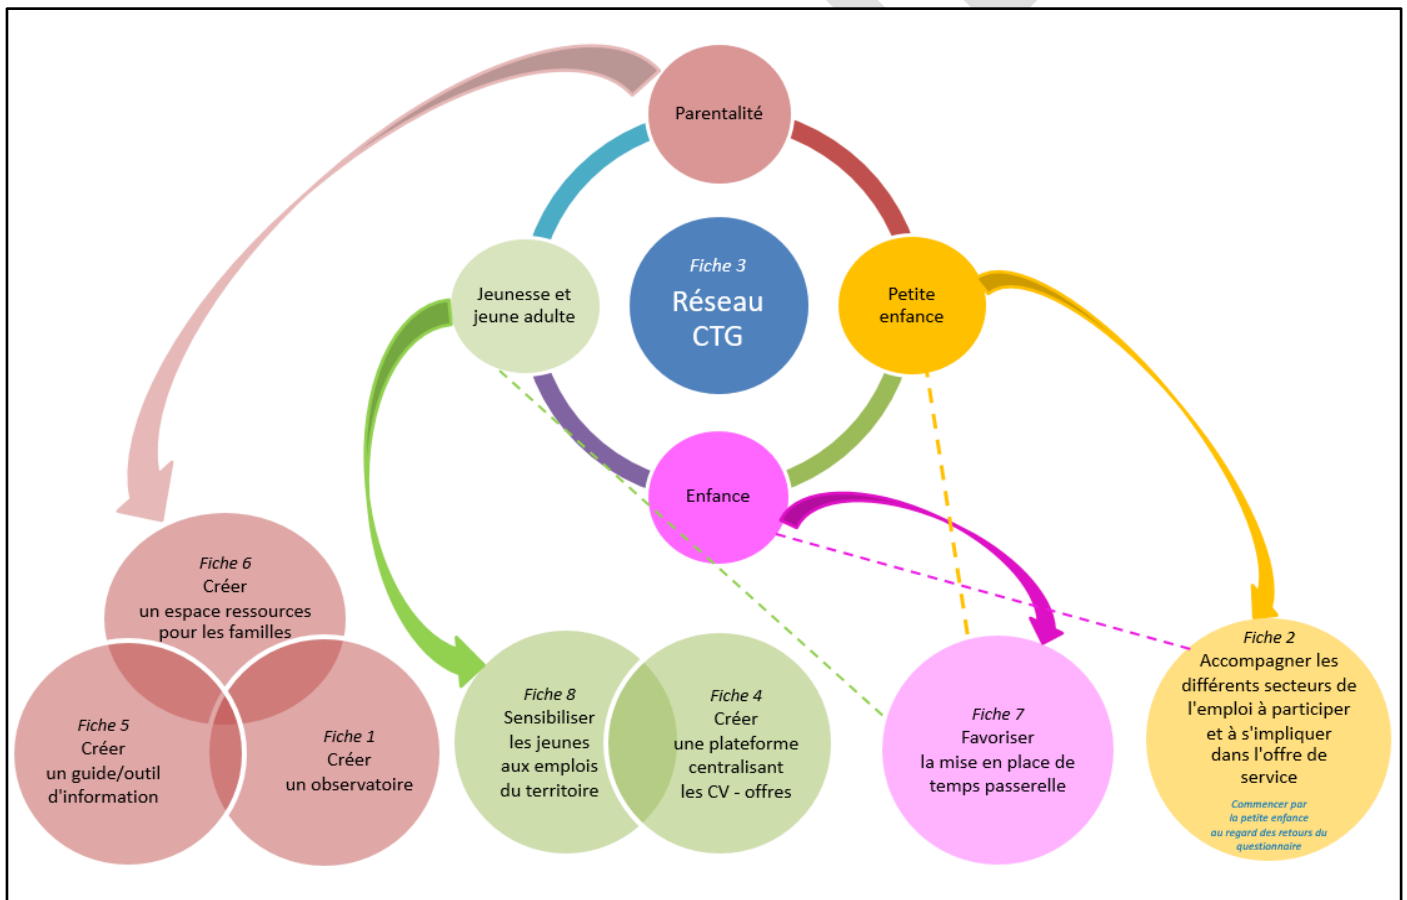 Parentalité
Fiche 3
Réseau
CTG
Jeunesse et
jeune adulte
Petite
enfance
Enfance
Fiche 6
Créer
un espace ressources
pour les familles
Fiche 5
Créer
un guide/outil
d'information
Fiche 1
Créer
un observatoire
Fiche 8
Sensibiliser
les jeunes
aux emplois
du territoire
Fiche 4
Créer
une plateforme
centralisant
les CV - offres
Fiche 7
Favoriser
la mise en place de
temps passerelle
Fiche 2
Accompagner les
différents secteurs de
l'emploi à participer
et à s'impliquer
dans l'offre de
service
Commencer par
la petite enfance
au regard des retours du
questionnaire